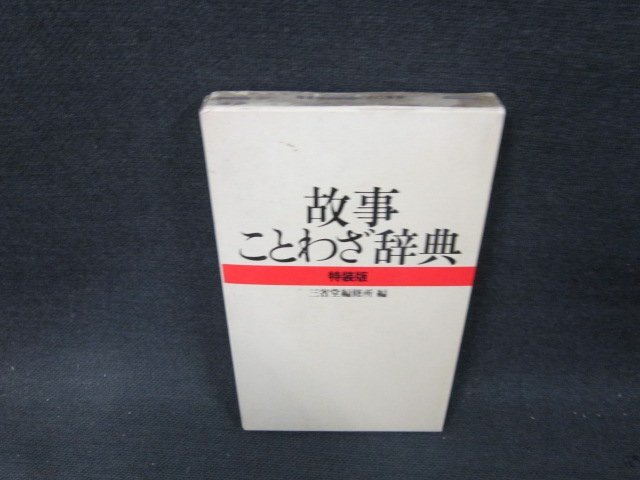 故事
ことわざ辞典
特装版
三省堂編修所 編